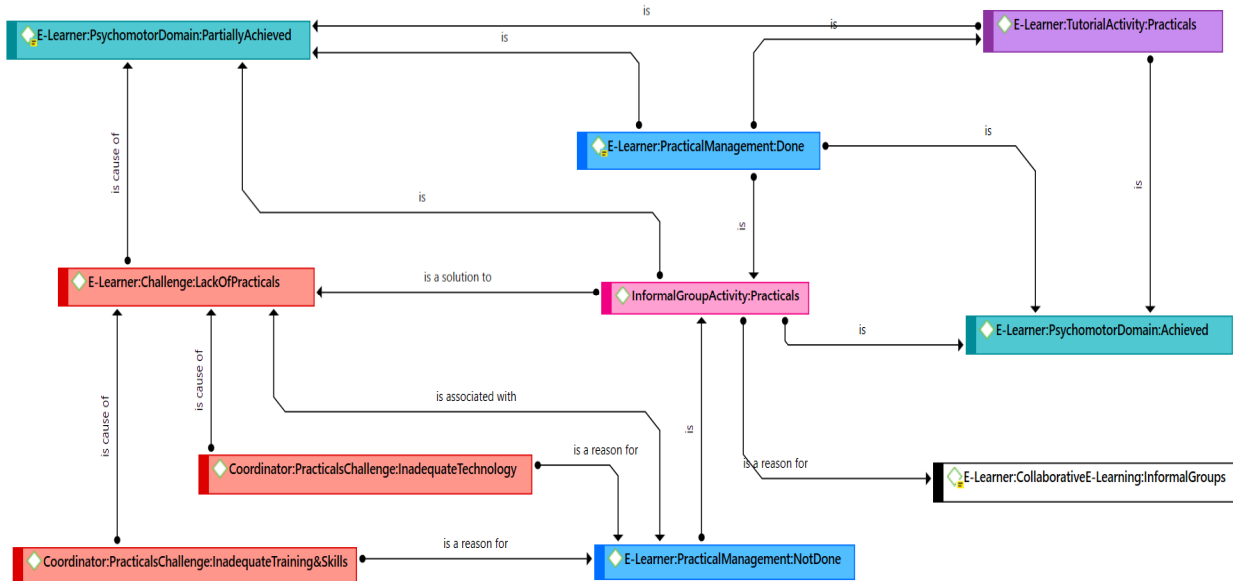 is
E-Learner:TutorialActivity:Practicals
E-Learner:PsychomotorDomain:PartiallyAchieved
is
is
is
E-Learner:PracticalManagement:Done
is cause of
is
is
is
is a solution to
E-Learner:Challenge:LackOfPracticals
InformalGroupActivity:Practicals
is
E-Learner:PsychomotorDomain:Achieved
is cause of
is associated with
is cause of
is
is a reason for
is a reason for
Coordinator:PracticalsChallenge:InadequateTechnology
E-Learner:CollaborativeE-Learning:InformalGroups
is a reason for
Coordinator:PracticalsChallenge:InadequateTraining&Skills
E-Learner:PracticalManagement:NotDone